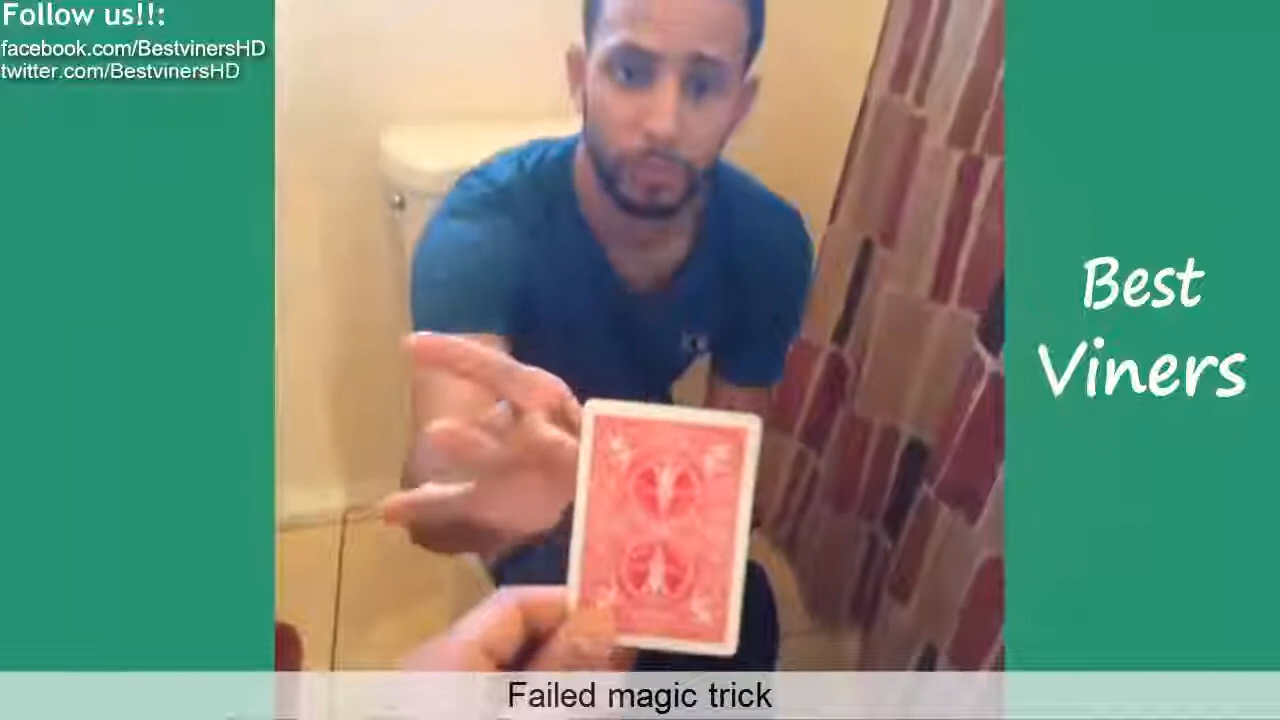 Follow us!!:
facebook.com/BestvinersHD
twitter.com/BestvinersHD
Best
Viners
Failed magic trick